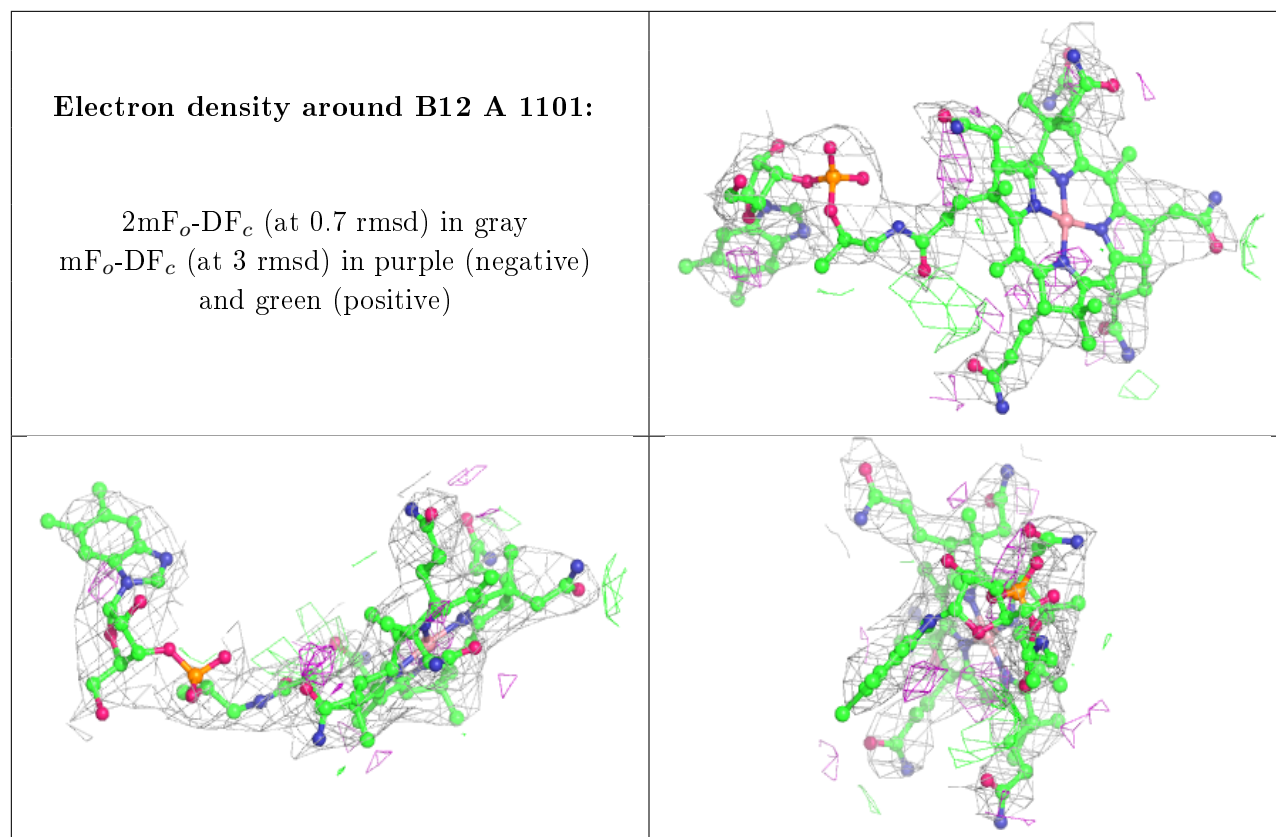 Electron density around B12 A 1101:
2mFo-DFc (at 0.7 rmsd) in gray
mFo-DFc (at 3 rmsd) in purple (negative)
and green (positive)